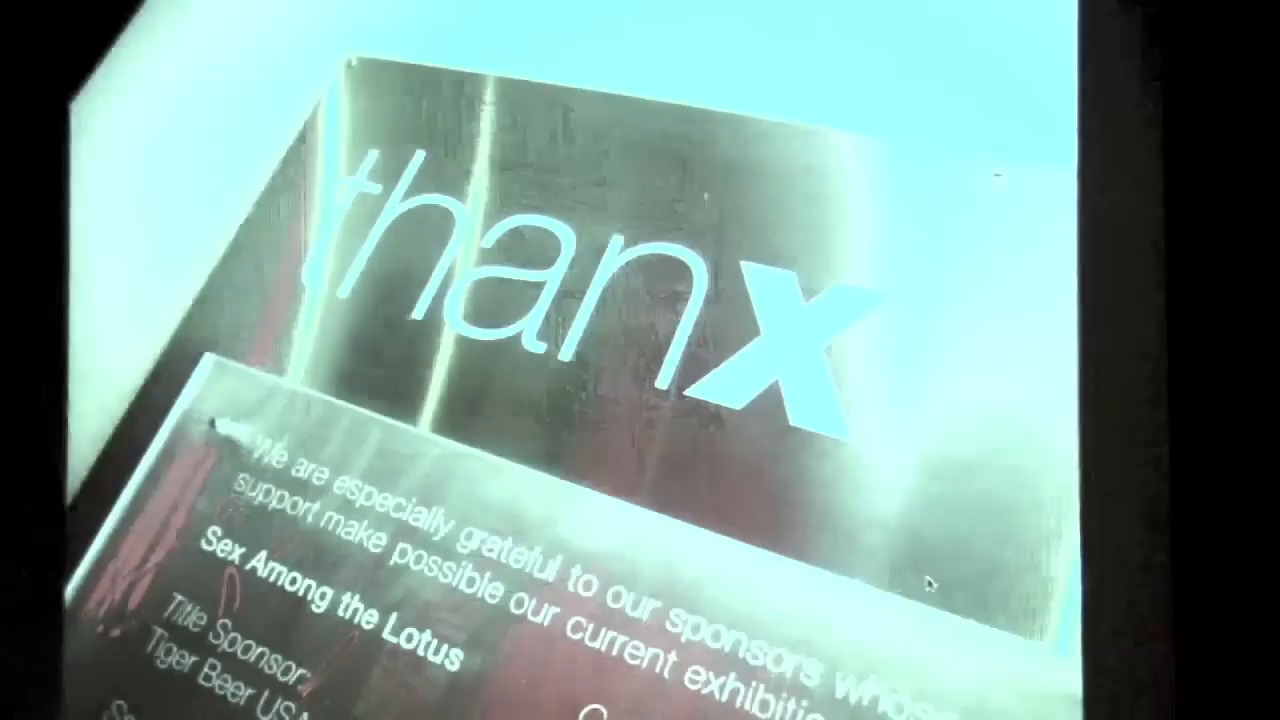 thanx
We are especially grateful to our sponsors whose
support make possible our current
Sex Among the Lotus
Title Sponsor:
Tiger Beer USA